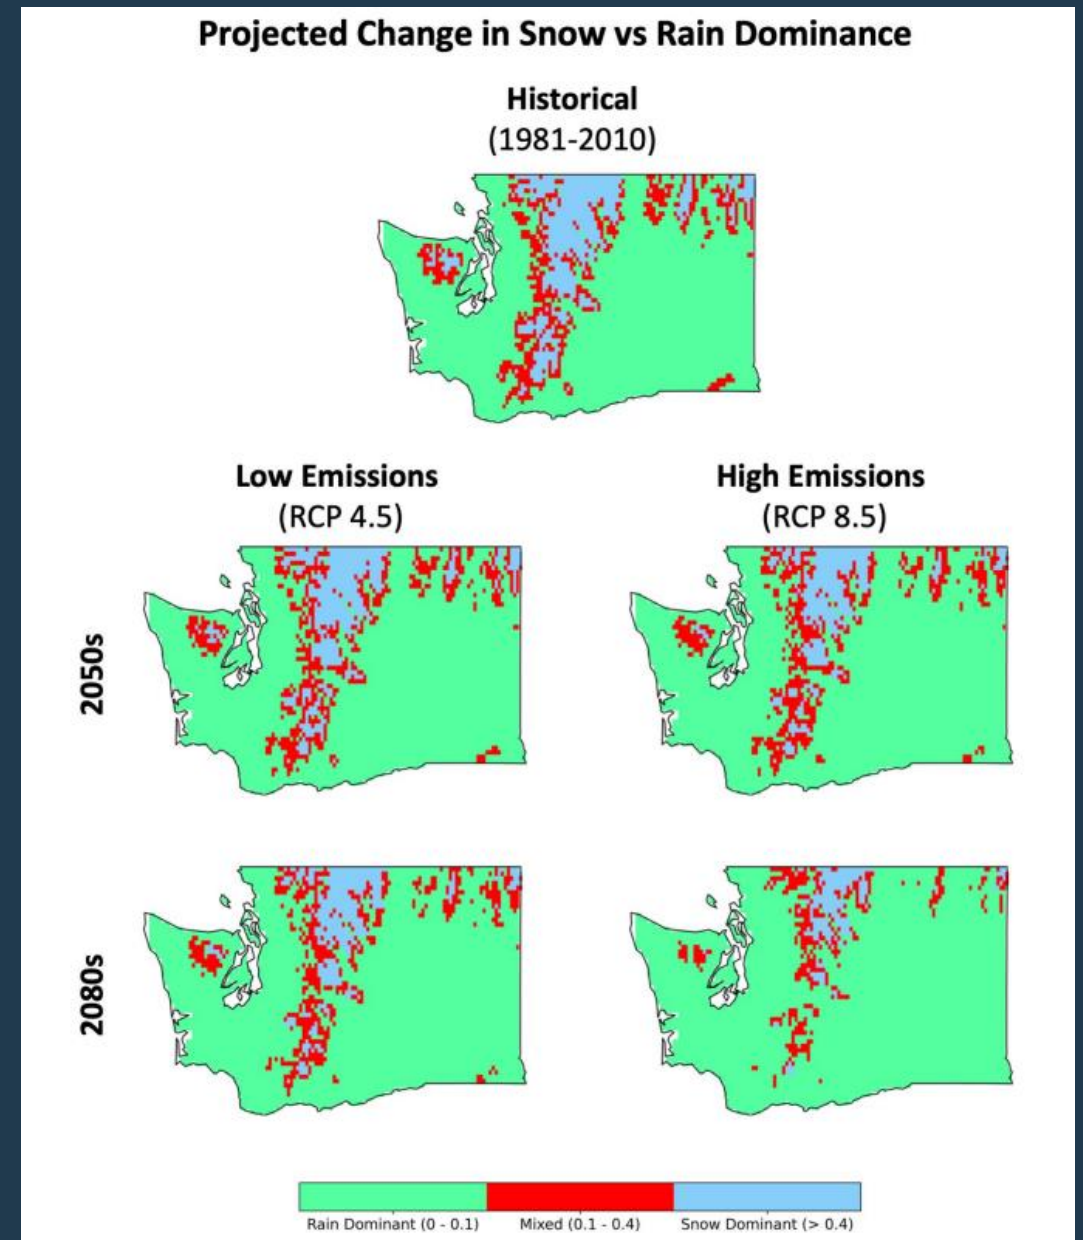 Projected Change in Snow vs Rain Dominance
Historical
(1981-2010)
Low Emissions
(RCP 4.5)
High Emissions
(RCP 8.5)
2050s
2080s
Rain Dominant (0 - 0.1)
Mixed (0.1 - 0.4)
Snow Dominant (> 0.4)